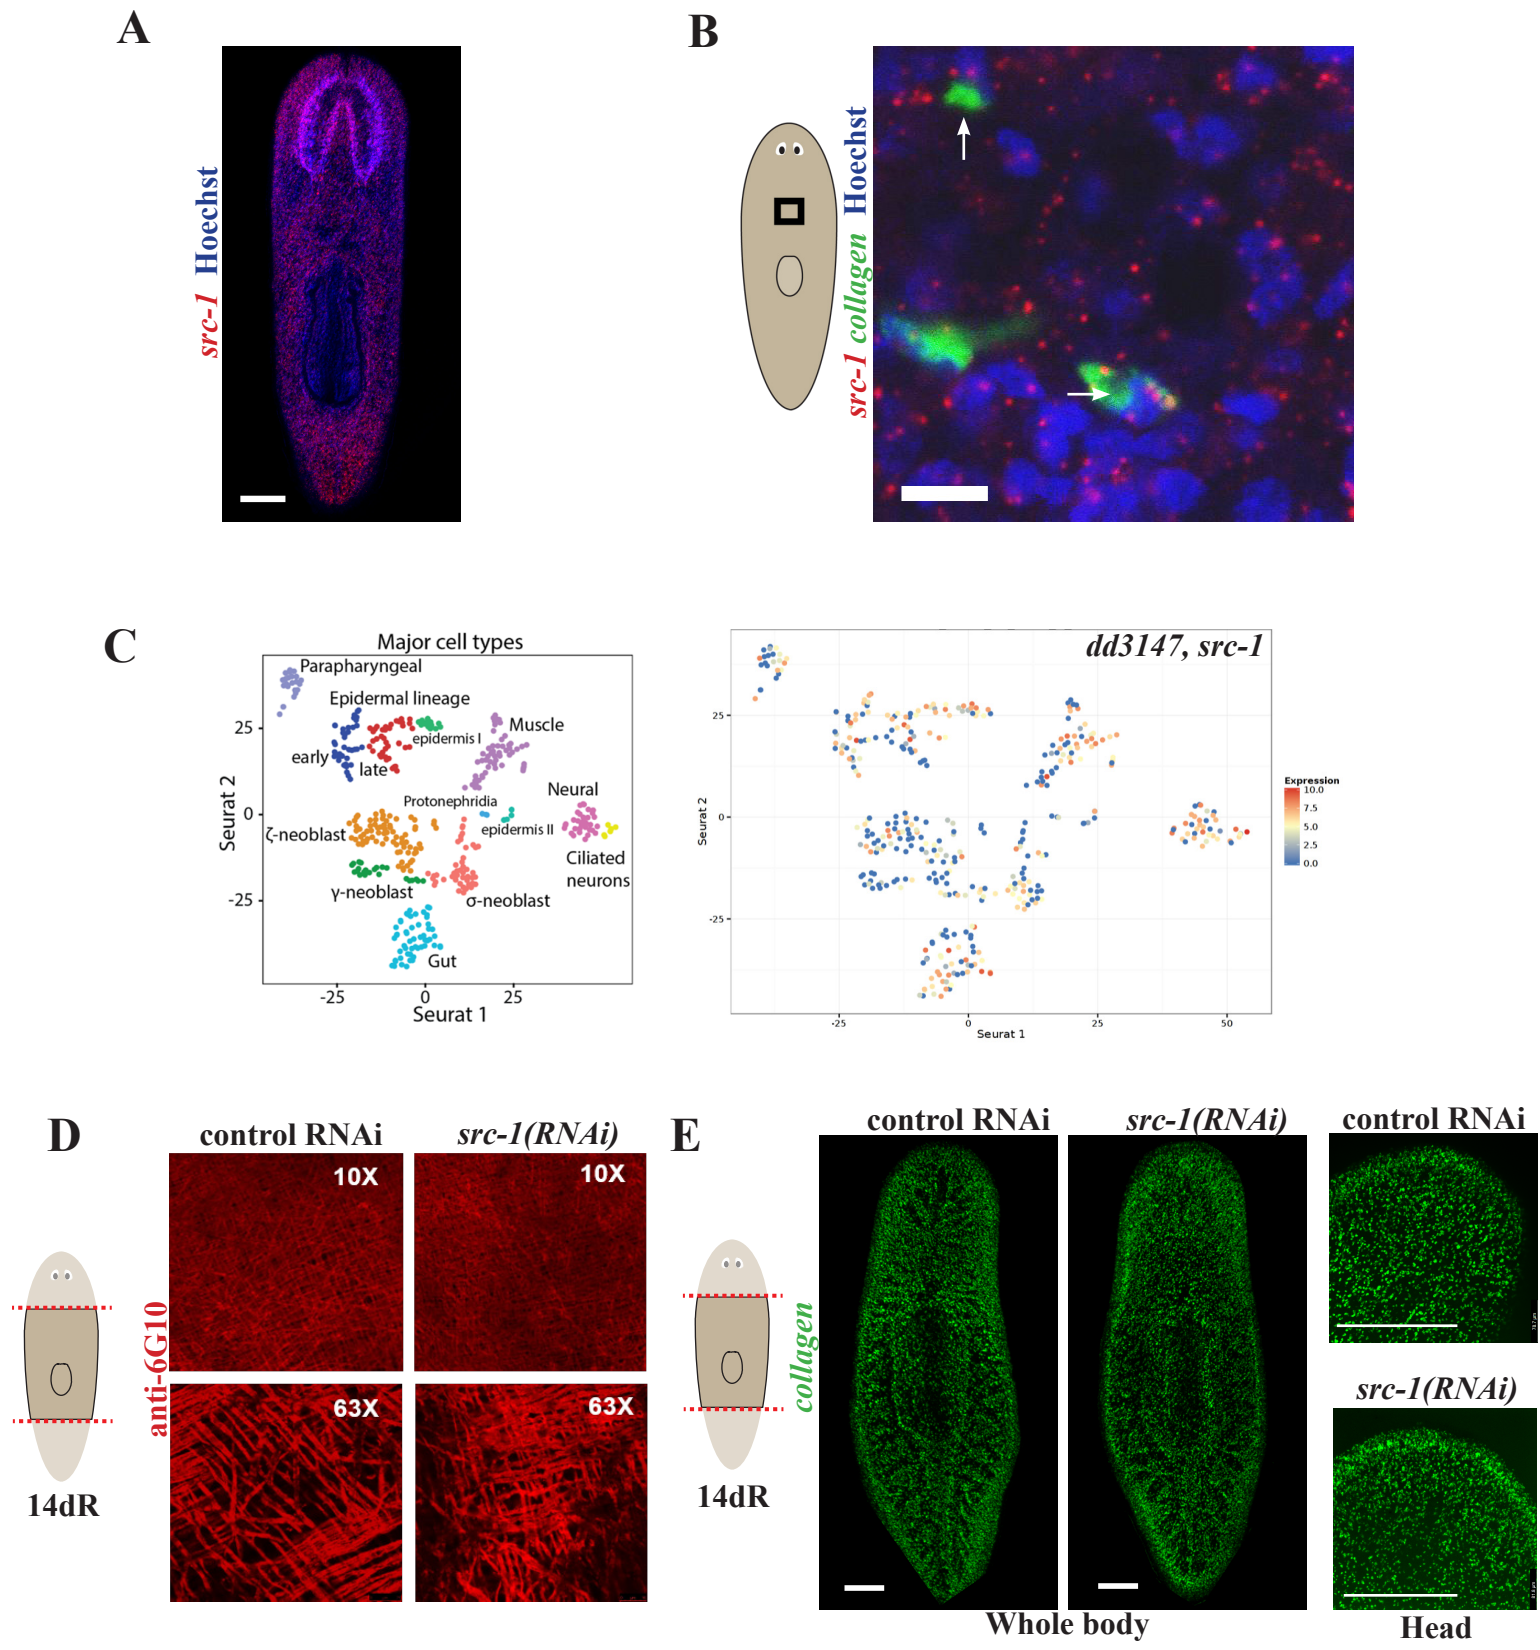 A
src-1 Hoechst
B
src-1 collagen Hoechst
C
Major cell types
Parapharyngeal
Epidermal lineage
Muscle
epidermis I
early
late
Neural
Protonephridia
ζ-neoblast
epidermis II
Ciliated
neurons
γ-neoblast
σ-neoblast
Gut
25
0
-25
Seurat 2
-25
0
25
Seurat 1
dd3147, src-1
25
0
-25
Seurat 2
-25
0
25
50
Seurat 1
Expression
10.0
7.5
5.0
2.5
0.0
D
control RNAi
src-1(RNAi)
10X
10X
anti-6G10
63X
63X
14dR
E
control RNAi
src-1(RNAi)
control RNAi
collagen
src-1(RNAi)
14dR
Whole body
Head